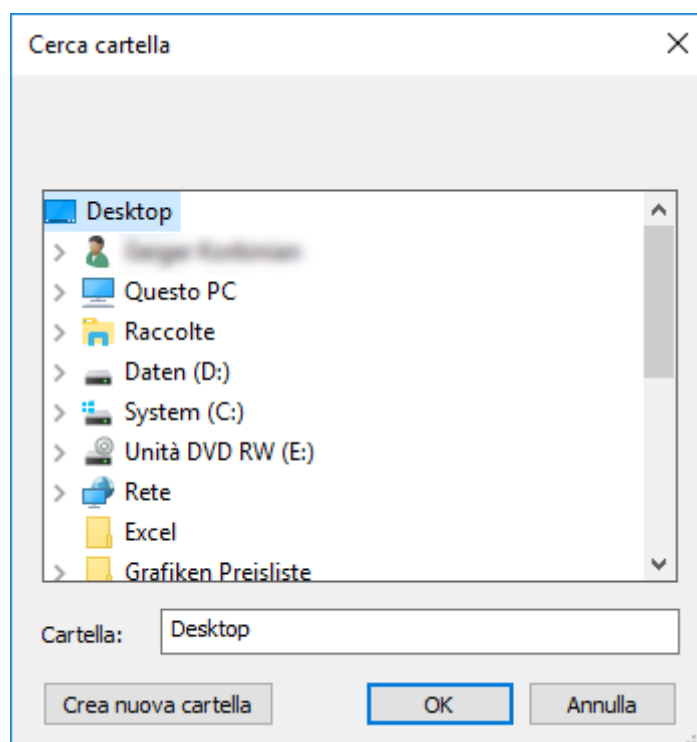 Cerca cartella
Desktop
Questo PC
Raccolte
Daten (D:)
System (C:)
Unità DVD RW (E:)
Rete
Excel
Grafiken Preisliste
Cartella: Desktop
Crea nuova cartella OK Annulla